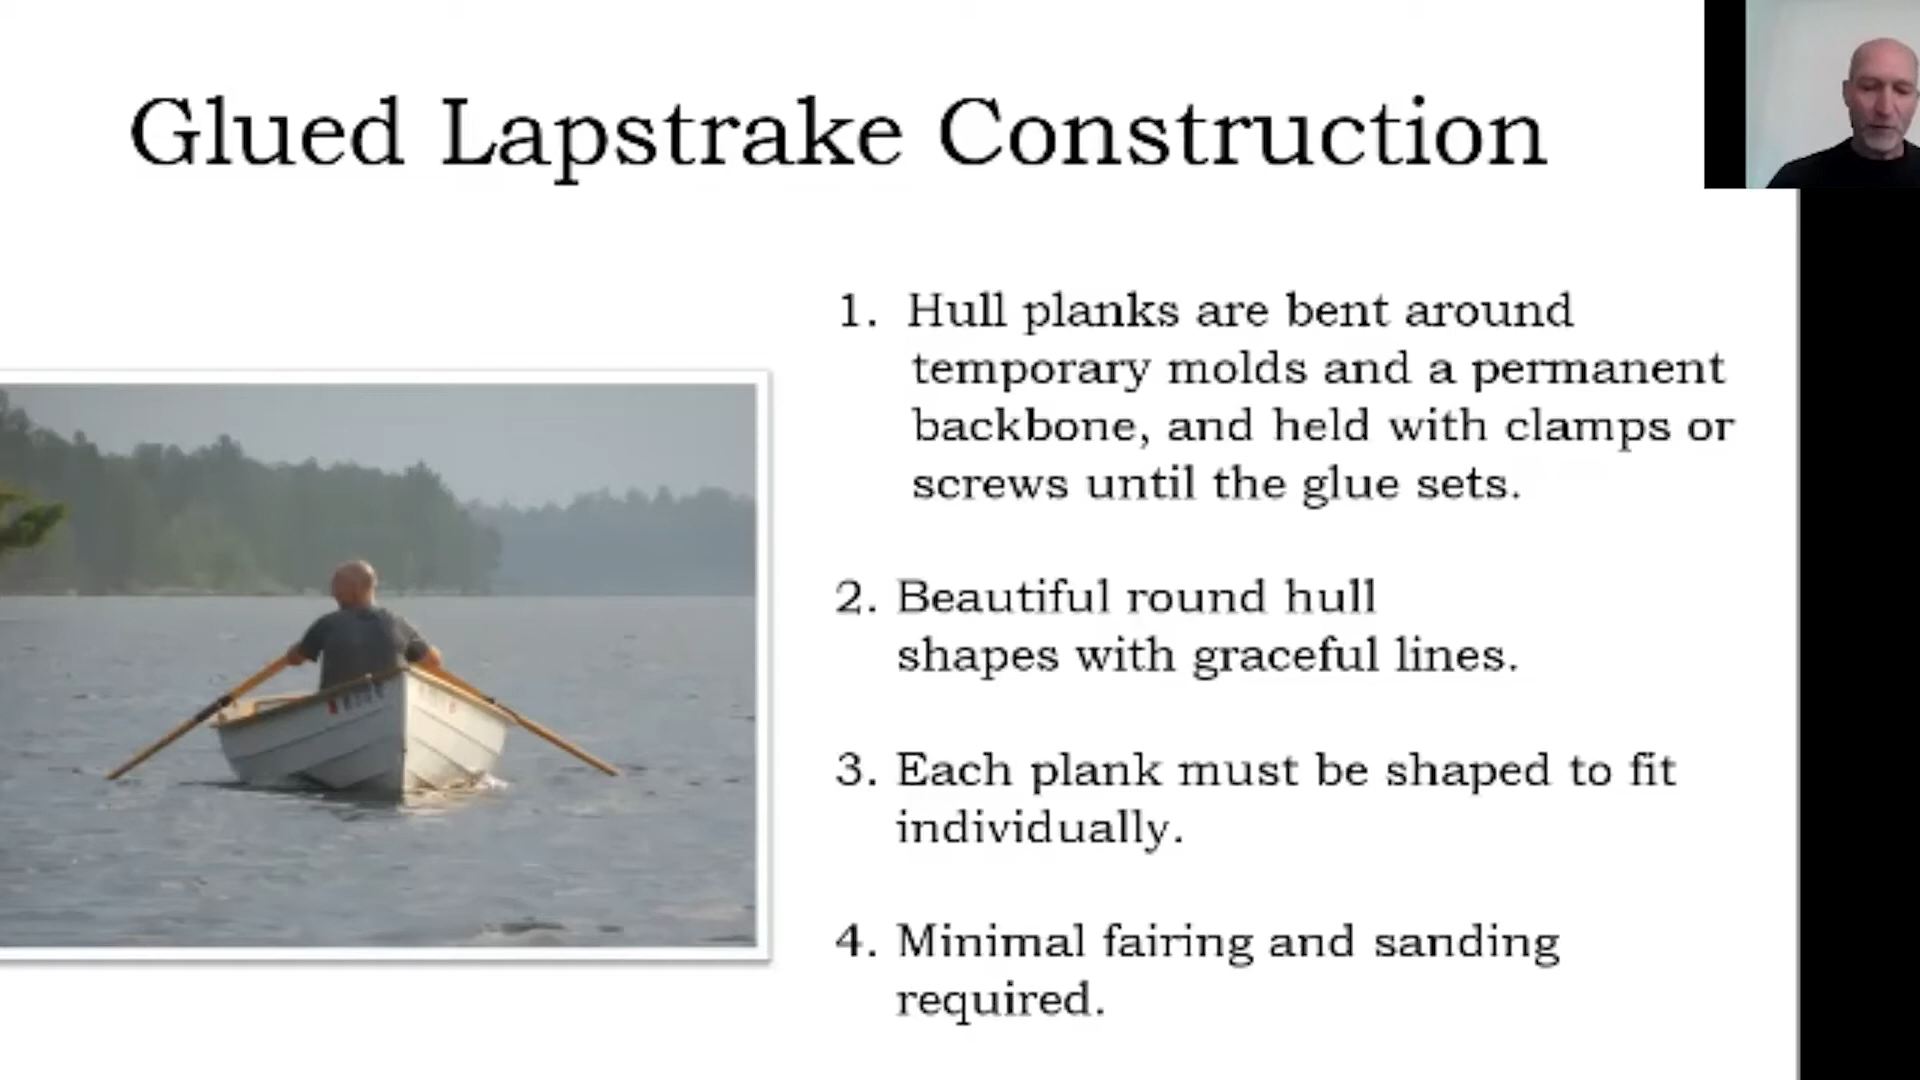 Glued Lapstrake Construction
1. Hull planks are bent around
temporary molds and a permanent
backbone, and held with clamps or
screws until the glue sets.
2. Beautiful round hull
shapes with graceful lines.
3. Each plank must be shaped to fit
individually.
4. Minimal fairing and sanding
required.